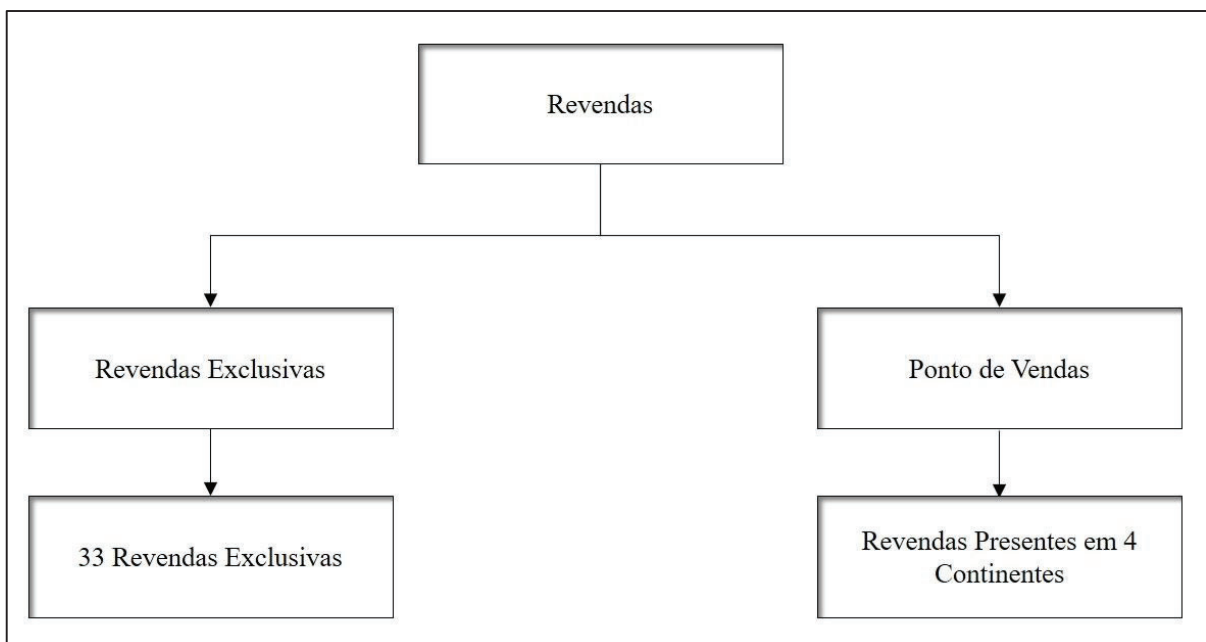 Revendas
Revendas Exclusivas
Ponto de Vendas
33 Revendas Exclusivas
Revendas Presentes em 4
Continentes